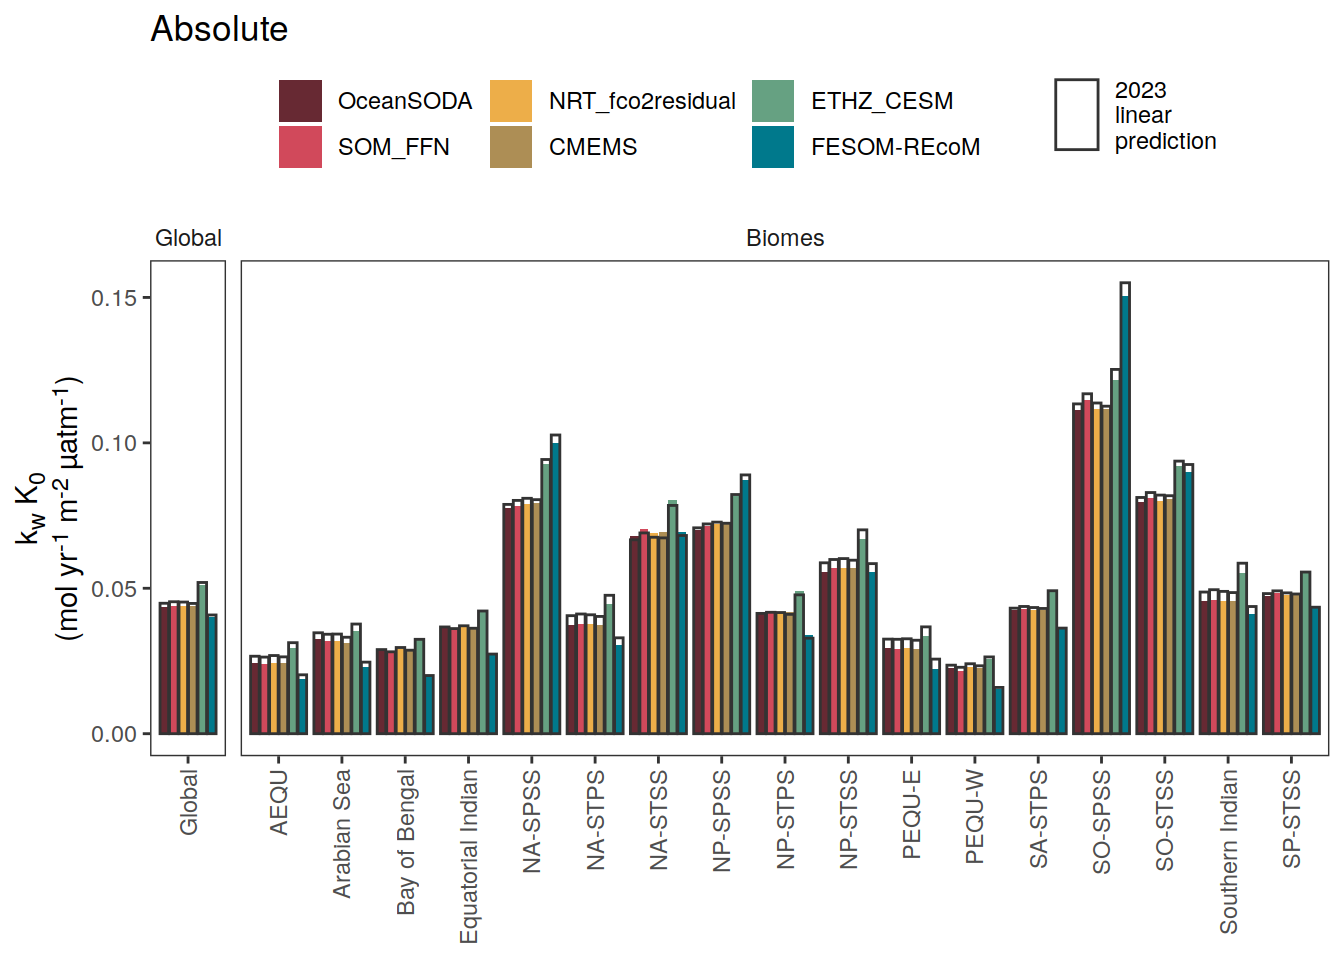 Absolute
OceanSODA
SOM_FFN
NRT_fco2residual
CMEMS
ETHZ_CESM
FESOM-REcoM
2023
linear
prediction
Global
Biomes
k_w K_0
(mol yr^-1 m^-2 µatm^-1)
0.15
0.10
0.05
0.00
Global
AEQU
Arabian Sea
Bay of Bengal
Equatorial Indian
NA-SPSS
NA-STPS
NA-STSS
NP-SPSS
NP-STPS
NP-STSS
PEQU-E
PEQU-W
SA-STPS
SO-SPSS
SO-STSS
Southern Indian
SP-STSS